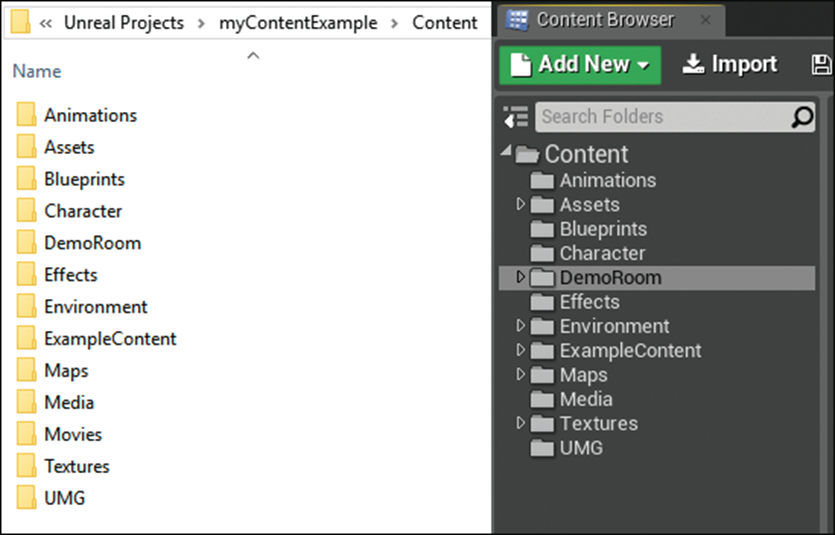 « Unreal Projects > myContentExample > Content
Name
Animations
Assets
Blueprints
Character
DemoRoom
Effects
Environment
ExampleContent
Maps
Media
Movies
Textures
UMG
Content Browser ×
Add New Import
Search Folders
Content
Animations
Assets
Blueprints
Character
DemoRoom
Effects
Environment
ExampleContent
Maps
Media
Textures
UMG